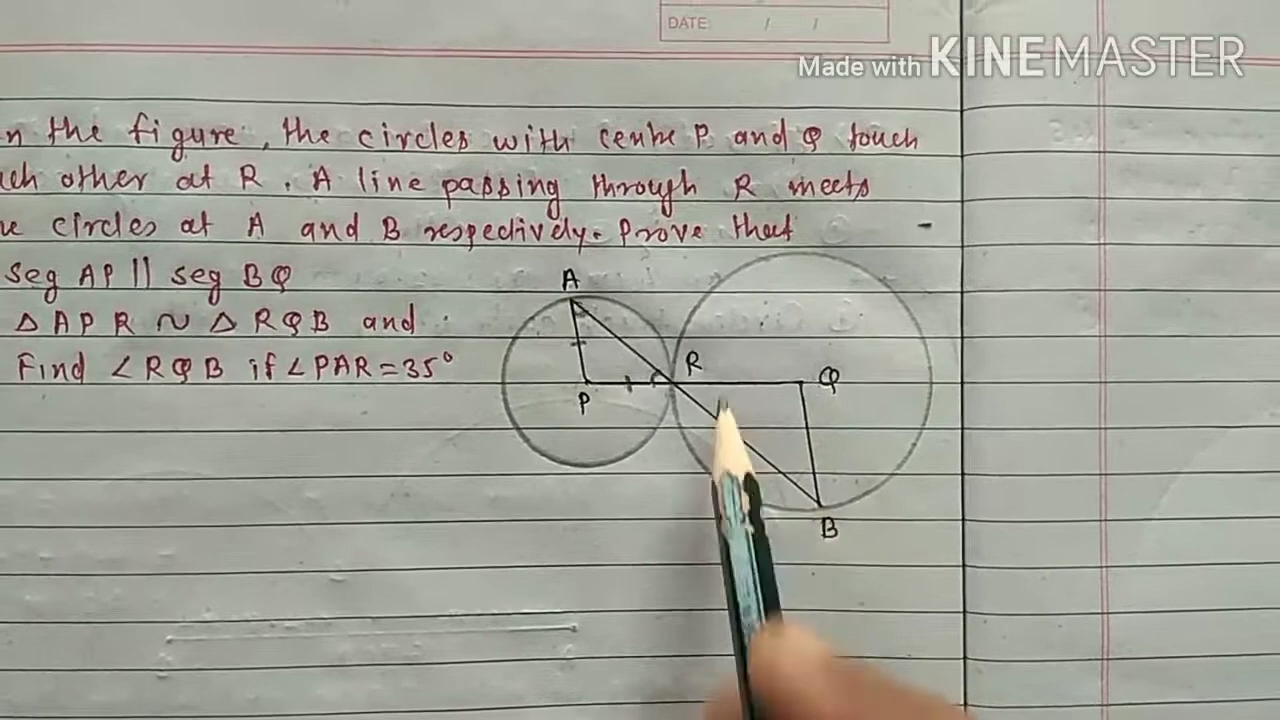 DATE: / /
Made with KINEMASTER
n the figure, the circles with centre P and Q touch
ch other at R. A line passing through R meets
e circles at A and B respectively. Prove that
seg AP || seg BQ
Δ APR ~ Δ RQB and
Find ∠RQB if ∠PAR = 35°
A
R
P
Q
B